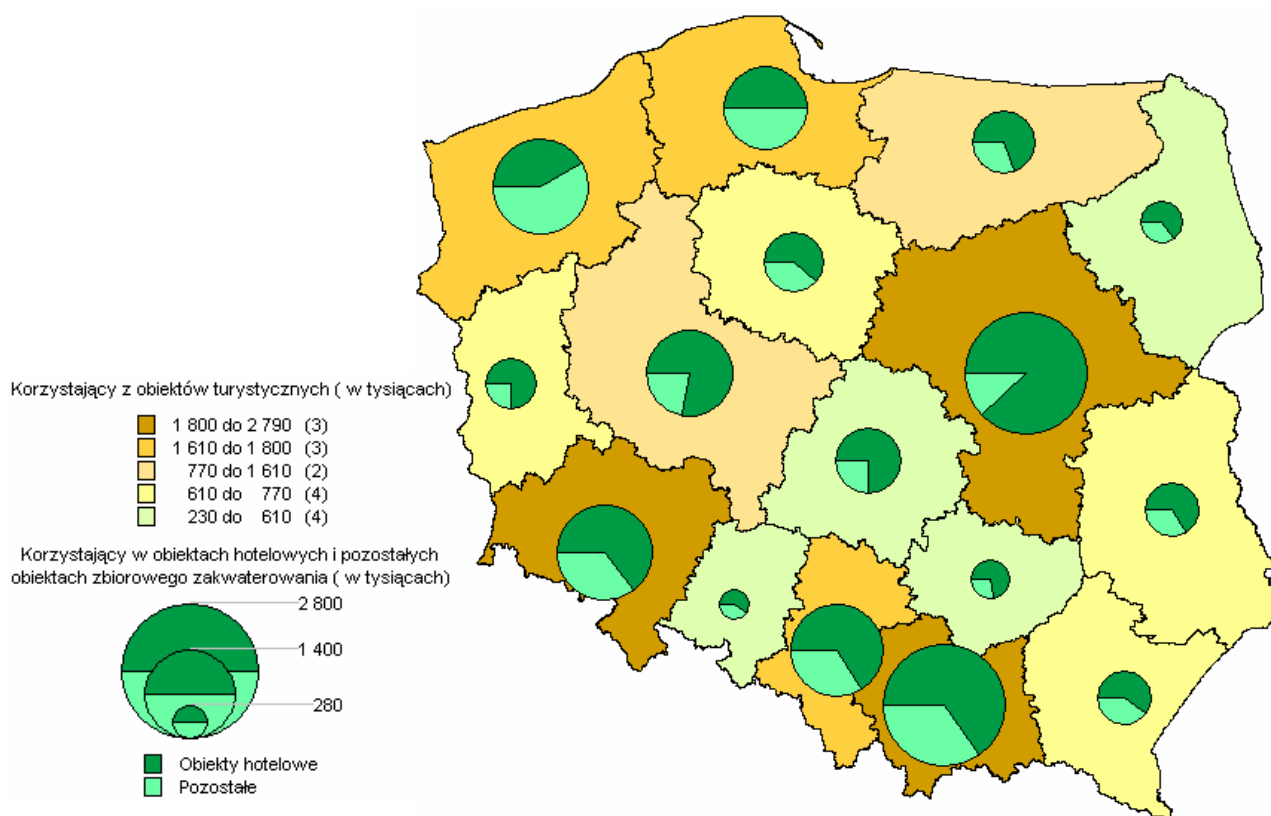 Korzystający z obiektów turystycznych ( w tysiącach)
1 800 do 2 790 (3)
1 610 do 1 800 (3)
770 do 1 610 (2)
610 do 770 (4)
230 do 610 (4)
Korzystający w obiektach hotelowych i pozostałych
obiektach zbiorowego zakwaterowania ( w tysiącach)
2 800
1 400
280
Obiekty hotelowe
Pozostałe